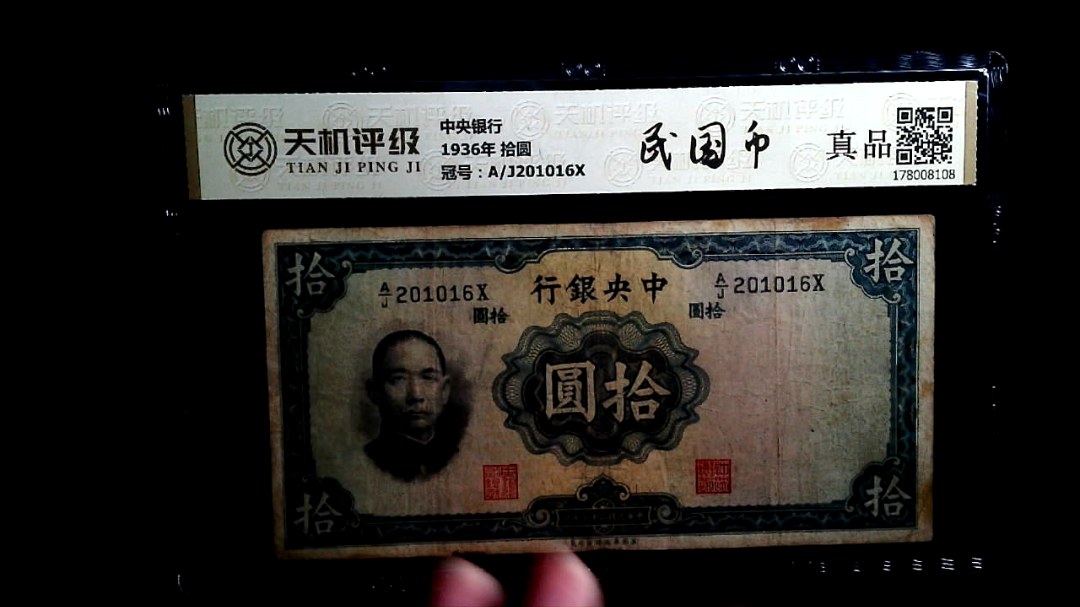 天机评级
TIAN JI PING JI
中央银行
1936年 拾圆
冠号：A/J201016X
民国币
真品
178008108
拾
拾
A/J 201016X
行銀央中
A/J 201016X
圓拾
圓拾
圓拾
拾
拾